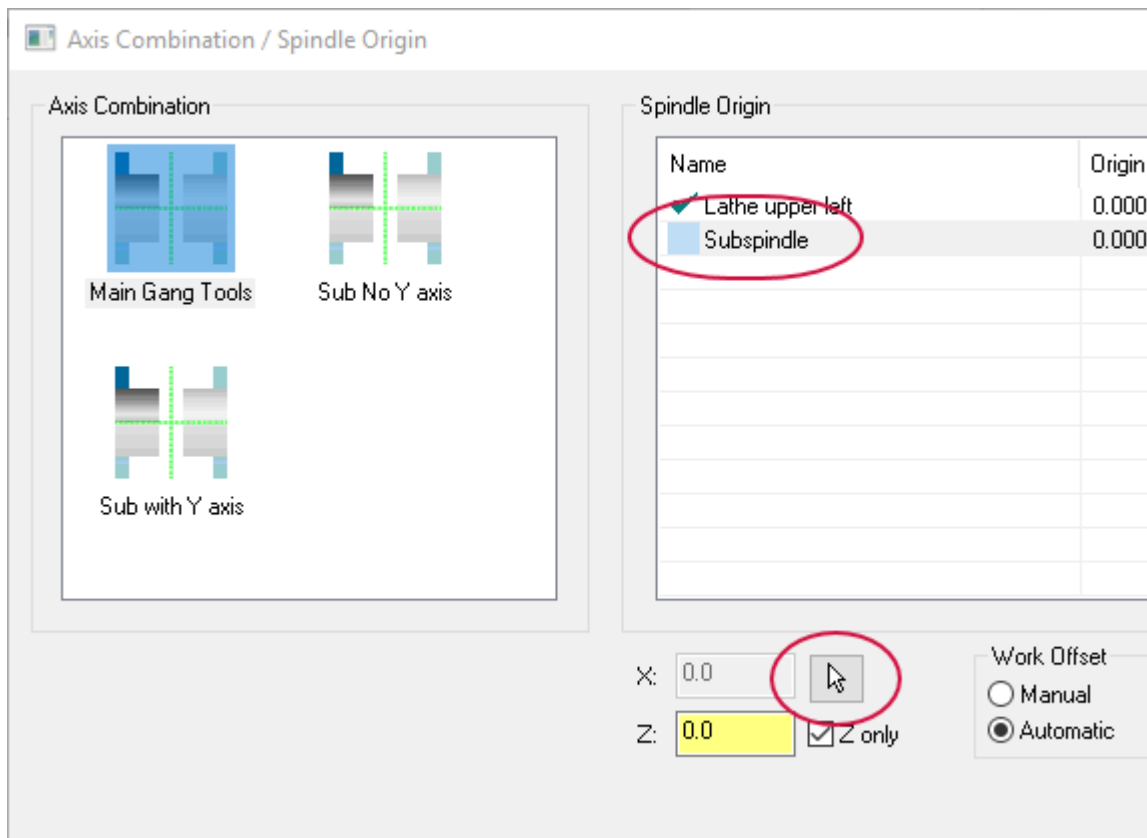 Axis Combination / Spindle Origin
Axis Combination
Main Gang Tools
Sub No Y axis
Sub with Y axis
Spindle Origin
Name Origin
Lathe upper left 0.000
Subspindle 0.000
X: 0.0
Z: 0.0 Z only
Work Offset
Manual
Automatic